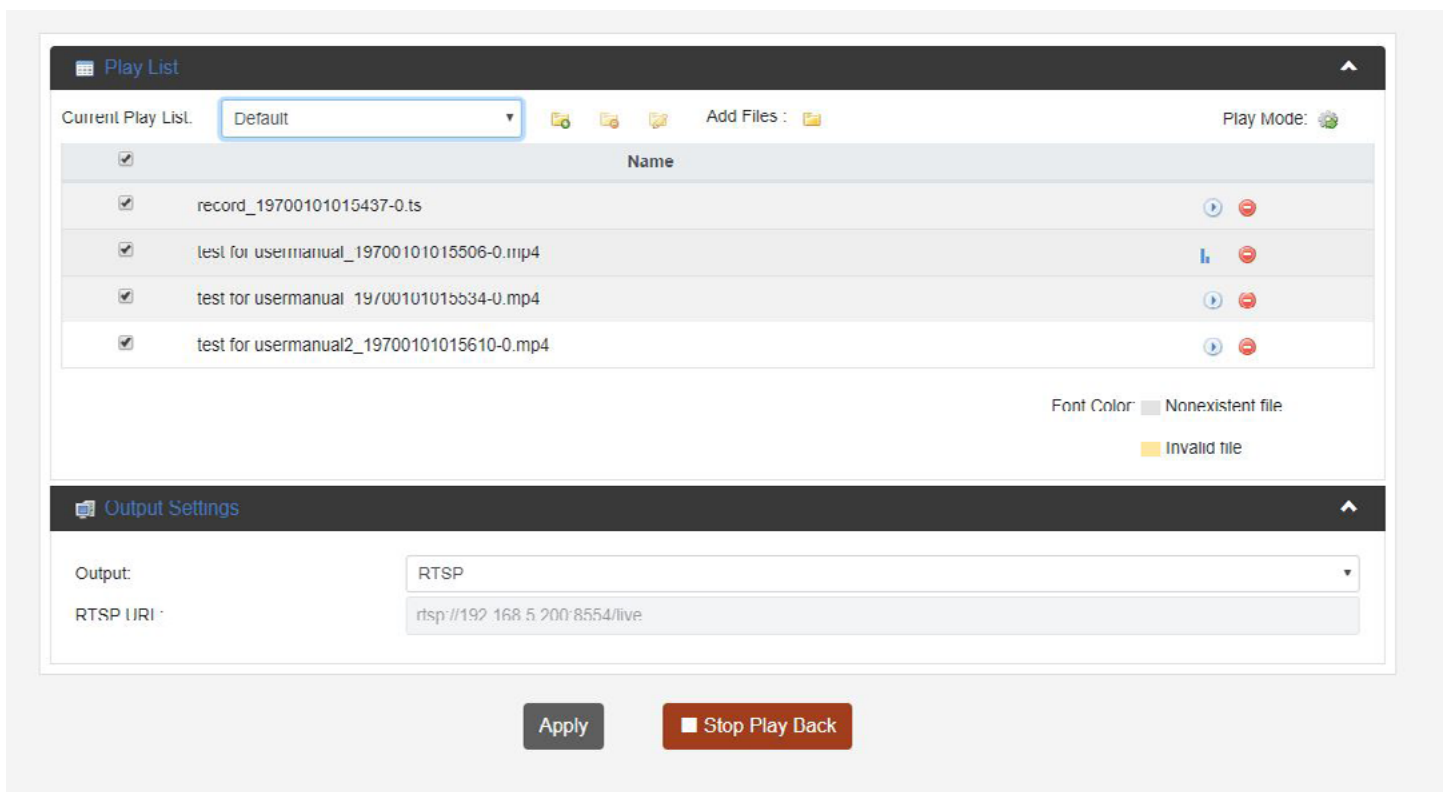 Play List
Current Play List: Default Add Files : Play Mode:
Name
record_19700101015437-0.ts
test for usermanual_19700101015506-0.mp4
test for usermanual_19700101015534-0.mp4
test for usermanual2_19700101015610-0.mp4
Font Color: Nonexistent file
Invalid file
Output Settings
Output: RTSP
RTSP URL: rtsp://192.168.5.200:8554/live
Apply Stop Play Back